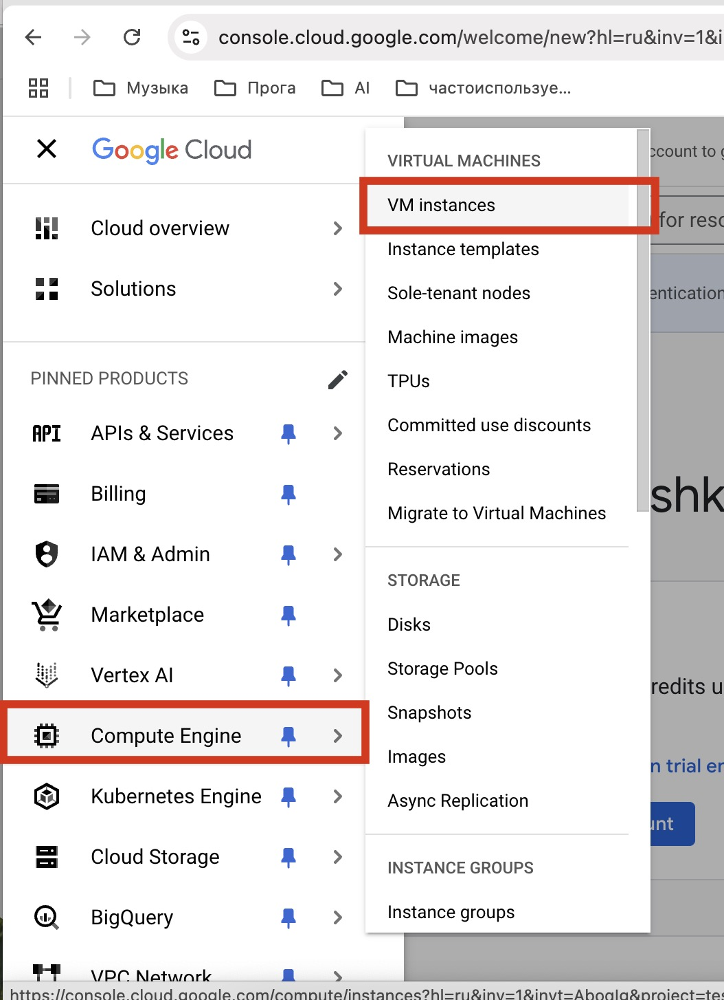 console.cloud.google.com/welcome/new?hl=ru&inv=1&i
Музыка Прога AI частоиспользуе...
Google Cloud
Cloud overview
Solutions
PINNED PRODUCTS
API APIs & Services
Billing
IAM & Admin
Marketplace
Vertex AI
Compute Engine
Kubernetes Engine
Cloud Storage
BigQuery
VPC Network
VIRTUAL MACHINES
VM instances
Instance templates
Sole-tenant nodes
Machine images
TPUs
Committed use discounts
Reservations
Migrate to Virtual Machines
STORAGE
Disks
Storage Pools
Snapshots
Images
Async Replication
INSTANCE GROUPS
Instance groups
ccount to g
for reso
entication
shk
redits u
n trial en
unt
https://console.cloud.google.com/compute/instances?hl=ru&inv=1&invt=AboqIg&project=tes